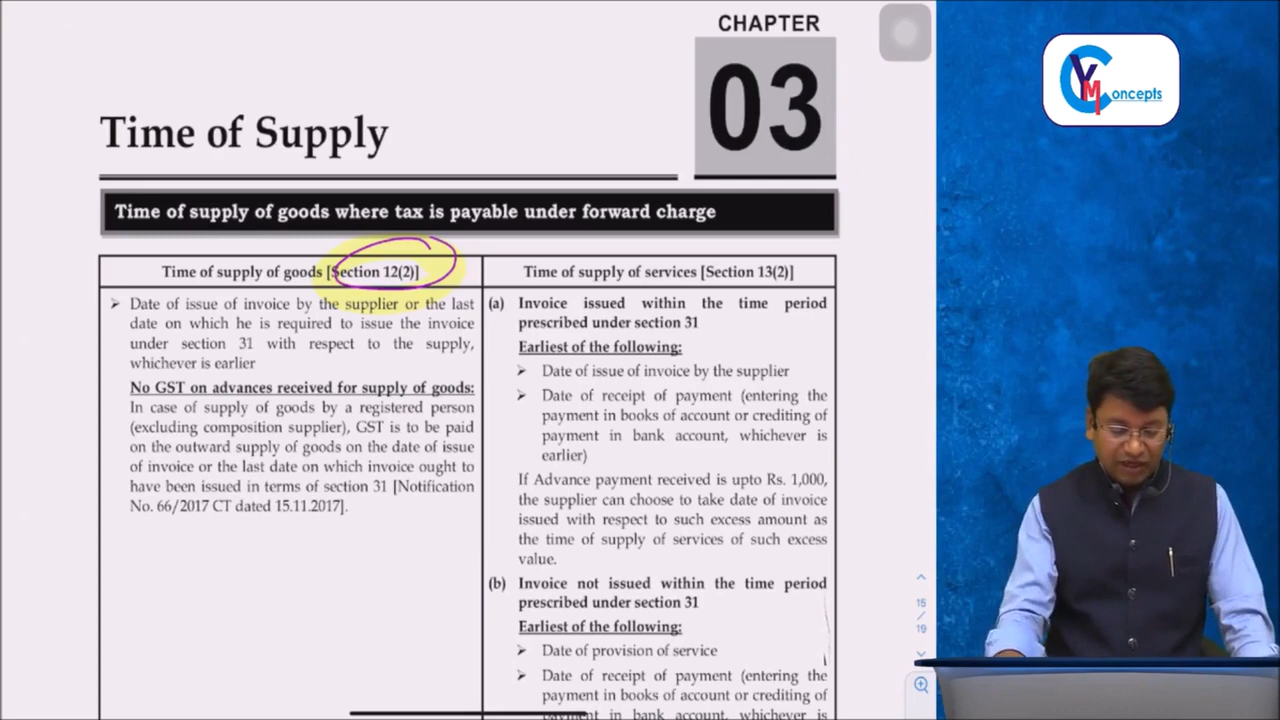 CHAPTER
03
Time of Supply
Time of supply of goods where tax is payable under forward charge
Time of supply of goods [Section 12(2)]
➢ Date of issue of invoice by the supplier or the last
date on which he is required to issue the invoice
under section 31 with respect to the supply,
whichever is earlier
No GST on advances received for supply of goods:
In case of supply of goods by a registered person
(excluding composition supplier), GST is to be paid
on the outward supply of goods on the date of issue
of invoice or the last date on which invoice ought to
have been issued in terms of section 31 [Notification
No. 66/2017 CT dated 15.11.2017].
Time of supply of services [Section 13(2)]
(a) Invoice issued within the time period
prescribed under section 31
Earliest of the following:
➢ Date of issue of invoice by the supplier
➢ Date of receipt of payment (entering the
payment in books of account or crediting of
payment in bank account, whichever is
earlier)
If Advance payment received is upto Rs. 1,000,
the supplier can choose to take date of invoice
issued with respect to such excess amount as
the time of supply of services of such excess
value.
(b) Invoice not issued within the time period
prescribed under section 31
Earliest of the following:
➢ Date of provision of service
➢ Date of receipt of payment (entering the
payment in books of account or crediting of
payment in bank account, whichever is
YM Concepts
15
/
19